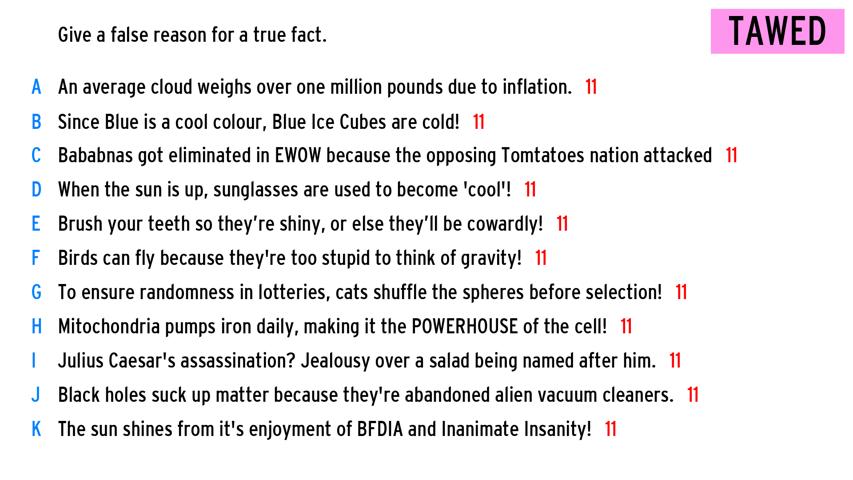 Give a false reason for a true fact.
TAWED
A An average cloud weighs over one million pounds due to inflation. 11
B Since Blue is a cool colour, Blue Ice Cubes are cold! 11
C Bababnas got eliminated in EWOW because the opposing Tomtatoes nation attacked 11
D When the sun is up, sunglasses are used to become 'cool'! 11
E Brush your teeth so they’re shiny, or else they’ll be cowardly! 11
F Birds can fly because they're too stupid to think of gravity! 11
G To ensure randomness in lotteries, cats shuffle the spheres before selection! 11
H Mitochondria pumps iron daily, making it the POWERHOUSE of the cell! 11
I Julius Caesar's assassination? Jealousy over a salad being named after him. 11
J Black holes suck up matter because they're abandoned alien vacuum cleaners. 11
K The sun shines from it's enjoyment of BFDIA and Inanimate Insanity! 11